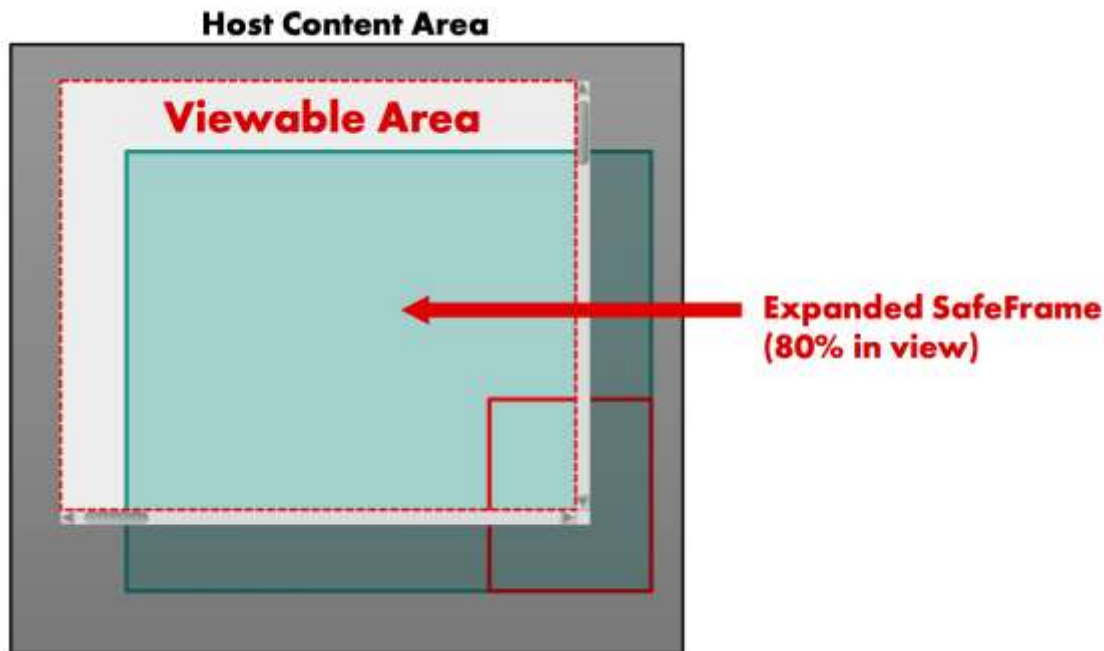 Host Content Area
Viewable Area
Expanded SafeFrame
(80% in view)